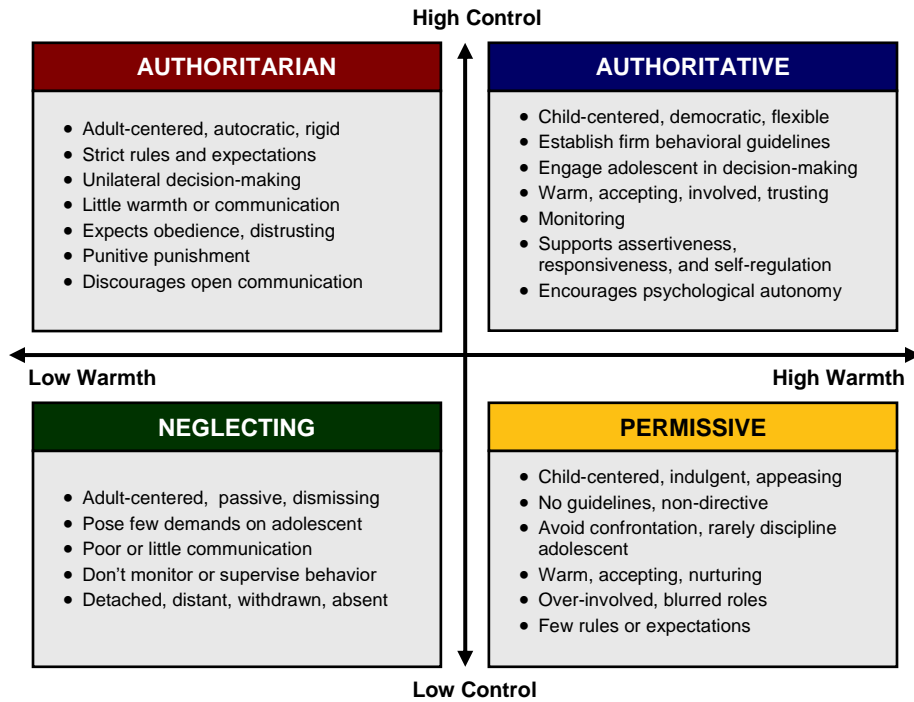 High Control
AUTHORITARIAN
• Adult-centered, autocratic, rigid
• Strict rules and expectations
• Unilateral decision-making
• Little warmth or communication
• Expects obedience, distrusting
• Punitive punishment
• Discourages open communication
AUTHORITATIVE
• Child-centered, democratic, flexible
• Establish firm behavioral guidelines
• Engage adolescent in decision-making
• Warm, accepting, involved, trusting
• Monitoring
• Supports assertiveness,
responsiveness, and self-regulation
• Encourages psychological autonomy
Low Warmth
High Warmth
NEGLECTING
• Adult-centered, passive, dismissing
• Pose few demands on adolescent
• Poor or little communication
• Don't monitor or supervise behavior
• Detached, distant, withdrawn, absent
PERMISSIVE
• Child-centered, indulgent, appeasing
• No guidelines, non-directive
• Avoid confrontation, rarely discipline
adolescent
• Warm, accepting, nurturing
• Over-involved, blurred roles
• Few rules or expectations
Low Control